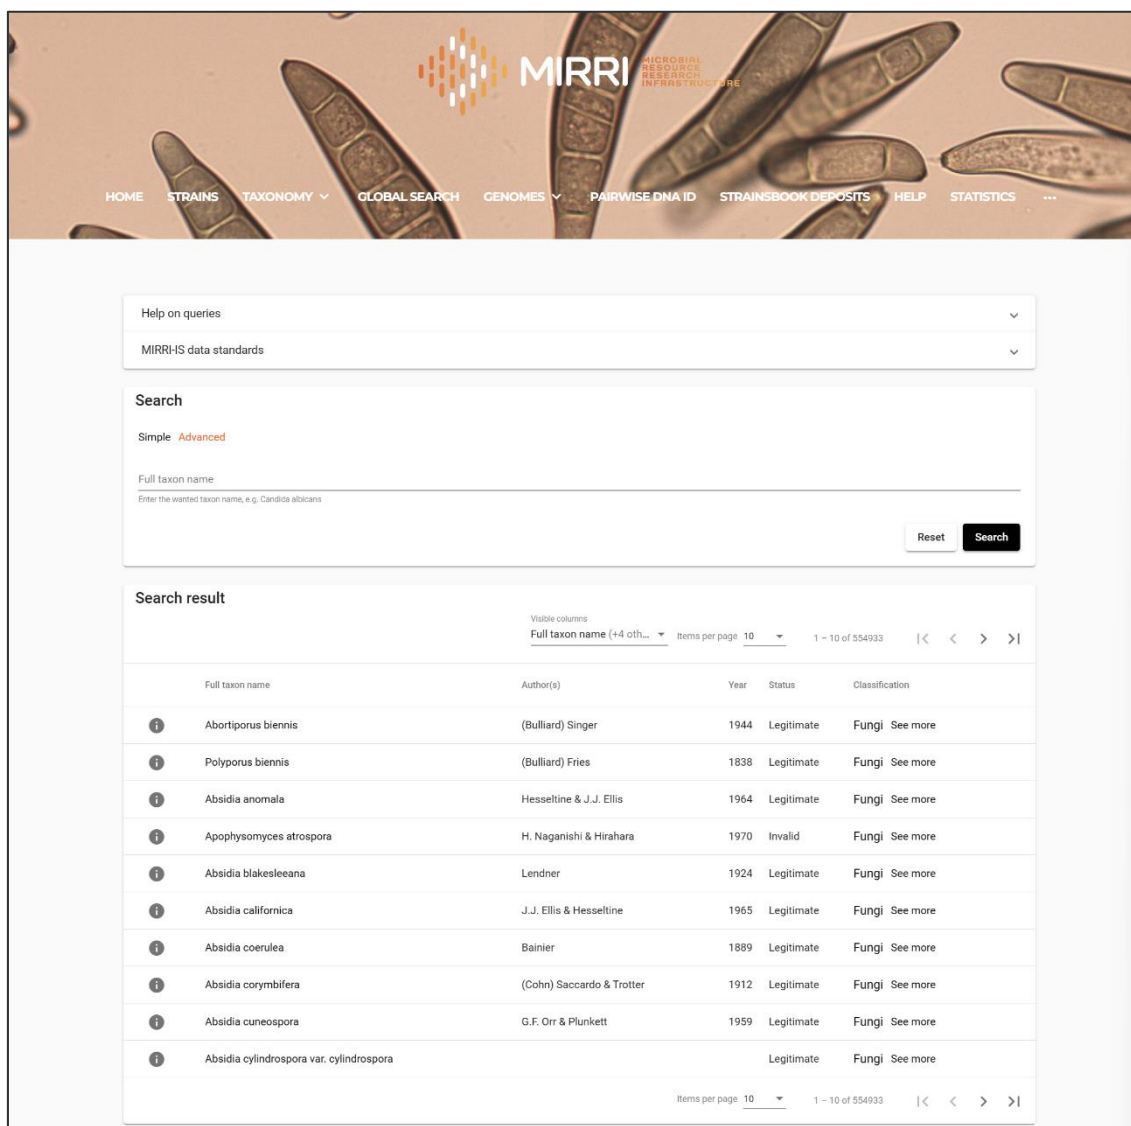 MIRRI
MICROBIAL
RESOURCE
RESEARCH
INFRASTRUCTURE
HOME STRAINS TAXONOMY GLOBAL SEARCH GENOMES PAIRWISE DNA ID STRAINSBOOK DEPOSITS HELP STATISTICS ...
Help on queries
MIRRI-IS data standards
Search
Simple Advanced
Full taxon name
Enter the wanted taxon name, e.g. Candida albicans
Reset Search
Search result
Visible columns
Full taxon name (+4 oth... Items per page 10 1 – 10 of 554933
Full taxon name Author(s) Year Status Classification
Abortiporus biennis (Bulliard) Singer 1944 Legitimate Fungi See more
Polyporus biennis (Bulliard) Fries 1838 Legitimate Fungi See more
Absidia anomala Hesseltine & J.J. Ellis 1964 Legitimate Fungi See more
Apophysomyces atrospora H. Naganishi & Hirahara 1970 Invalid Fungi See more
Absidia blakesleeana Lendner 1924 Legitimate Fungi See more
Absidia californica J.J. Ellis & Hesseltine 1965 Legitimate Fungi See more
Absidia coerulea Bainier 1889 Legitimate Fungi See more
Absidia corymbifera (Cohn) Saccardo & Trotter 1912 Legitimate Fungi See more
Absidia cuneospora G.F. Orr & Plunkett 1959 Legitimate Fungi See more
Absidia cylindrospora var. cylindrospora Legitimate Fungi See more
Items per page 10 1 – 10 of 554933